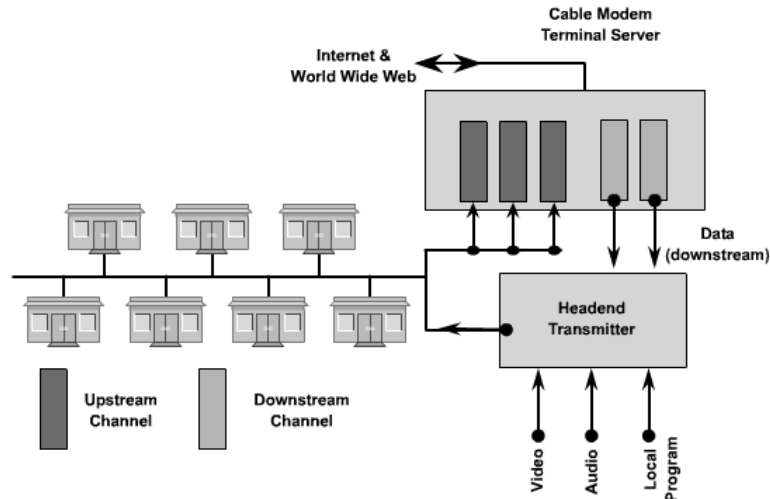 Cable Modem
Terminal Server
Internet &
World Wide Web
Data
(downstream)
Headend
Transmitter
Upstream
Channel
Downstream
Channel
Video
Audio
Local
Program